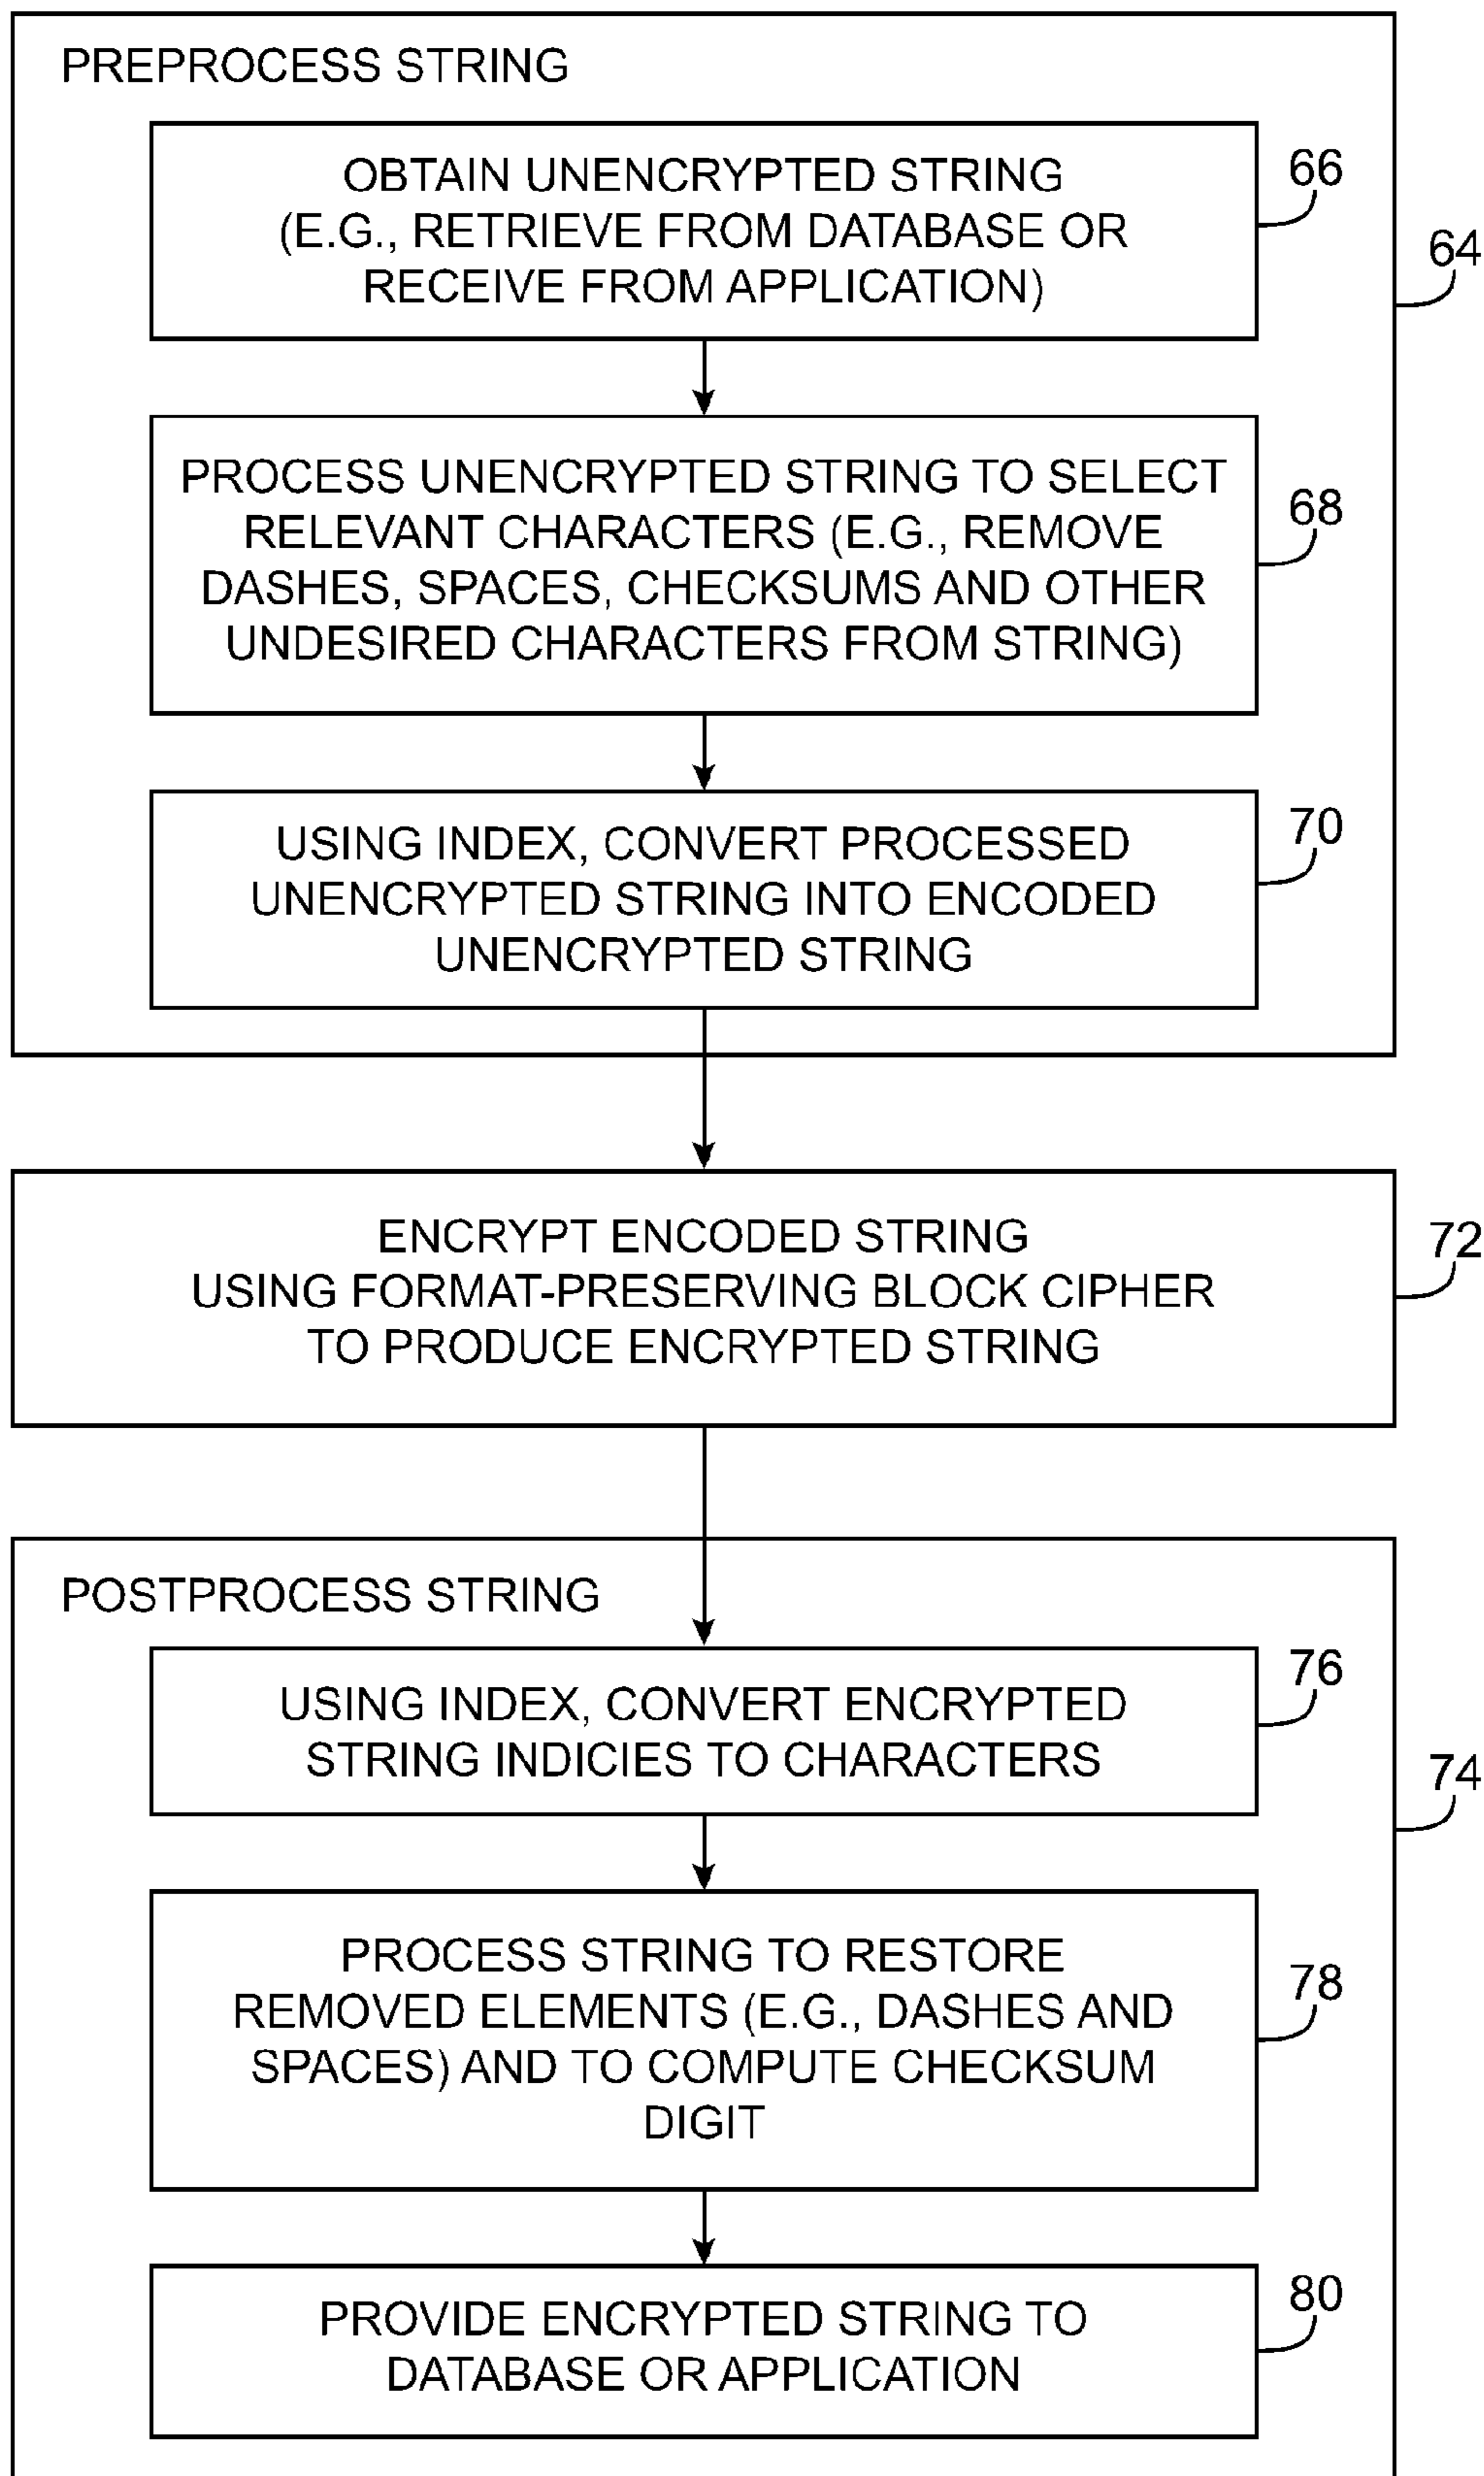 PREPROCESS STRING
OBTAIN UNENCRYPTED STRING
(E.G., RETRIEVE FROM DATABASE OR
RECEIVE FROM APPLICATION)
66
64
PROCESS UNENCRYPTED STRING TO SELECT
RELEVANT CHARACTERS (E.G., REMOVE
DASHES, SPACES, CHECKSUMS AND OTHER
UNDESIRED CHARACTERS FROM STRING)
68
USING INDEX, CONVERT PROCESSED
UNENCRYPTED STRING INTO ENCODED
UNENCRYPTED STRING
70
ENCRYPT ENCODED STRING
USING FORMAT-PRESERVING BLOCK CIPHER
TO PRODUCE ENCRYPTED STRING
72
POSTPROCESS STRING
USING INDEX, CONVERT ENCRYPTED
STRING INDICIES TO CHARACTERS
76
74
PROCESS STRING TO RESTORE
REMOVED ELEMENTS (E.G., DASHES AND
SPACES) AND TO COMPUTE CHECKSUM
DIGIT
78
PROVIDE ENCRYPTED STRING TO
DATABASE OR APPLICATION
80